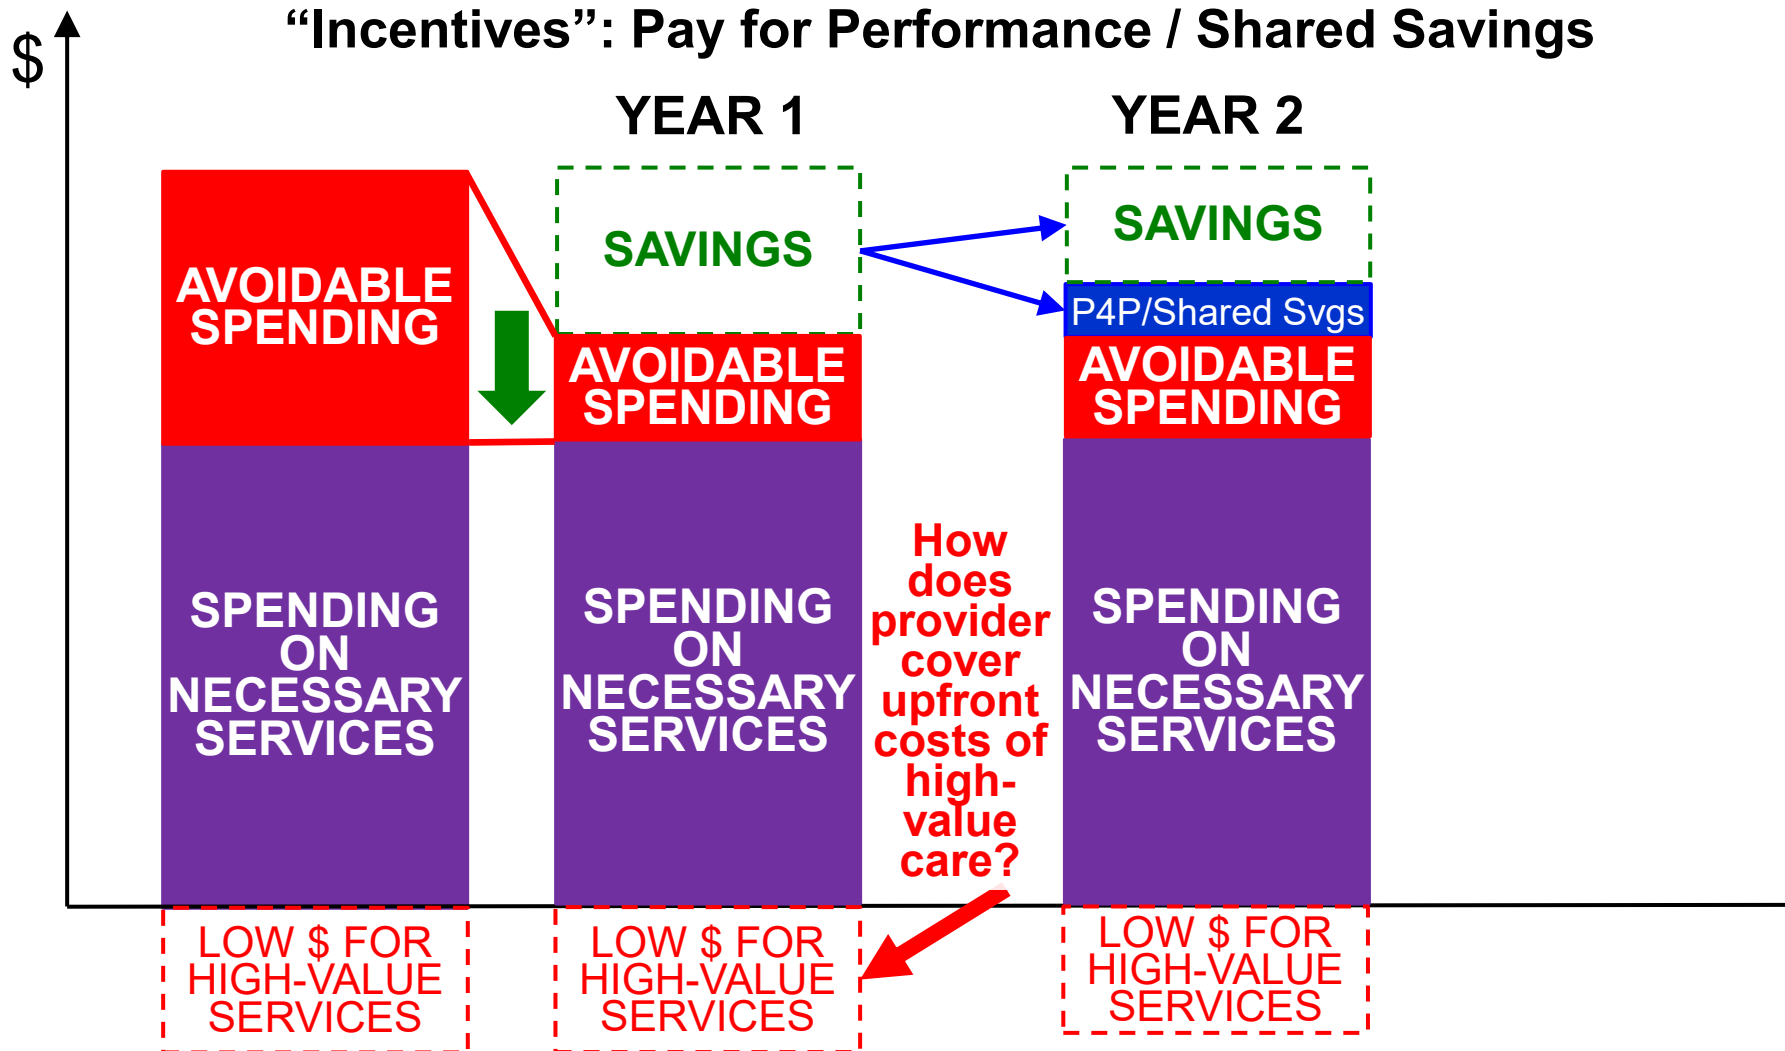 “Incentives”: Pay for Performance / Shared Savings
$
YEAR 1
YEAR 2
AVOIDABLE
SPENDING
SPENDING
ON
NECESSARY
SERVICES
LOW $ FOR
HIGH-VALUE
SERVICES
SAVINGS
AVOIDABLE
SPENDING
SPENDING
ON
NECESSARY
SERVICES
LOW $ FOR
HIGH-VALUE
SERVICES
How
does
provider
cover
upfront
costs of
high-
value
care?
SAVINGS
P4P/Shared Svgs
AVOIDABLE
SPENDING
SPENDING
ON
NECESSARY
SERVICES
LOW $ FOR
HIGH-VALUE
SERVICES